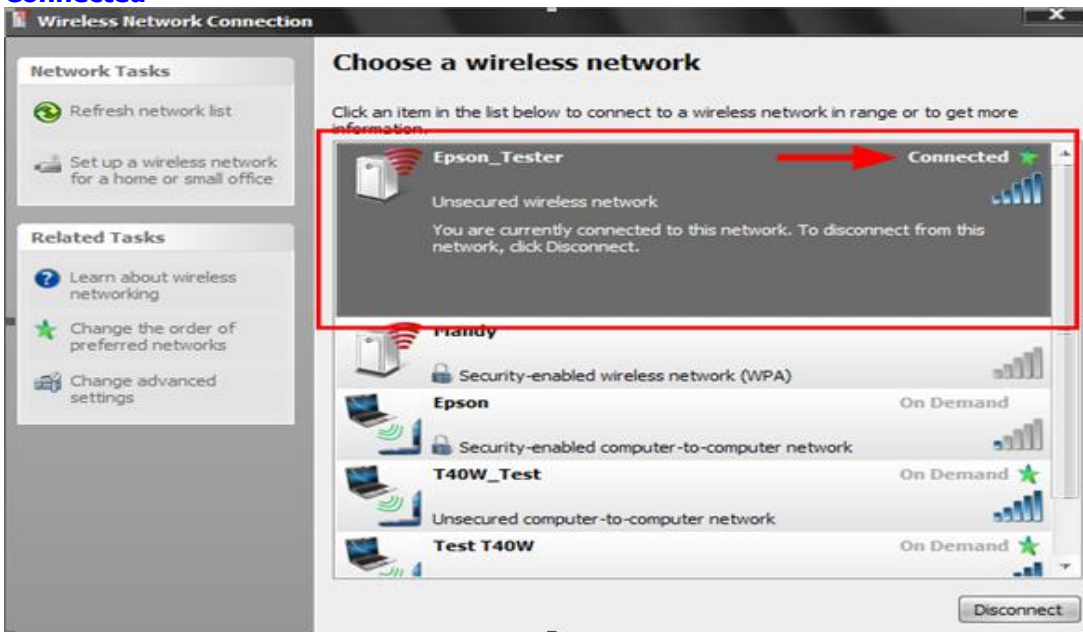 Connected
Wireless Network Connection
Network Tasks
Refresh network list
Set up a wireless network
for a home or small office
Related Tasks
Learn about wireless
networking
Change the order of
preferred networks
Change advanced
settings
Choose a wireless network
Click an item in the list below to connect to a wireless network in range or to get more
information.
Epson_Tester Connected
Unsecured wireless network
You are currently connected to this network. To disconnect from this
network, click Disconnect.
Mandy
Security-enabled wireless network (WPA)
Epson On Demand
Security-enabled computer-to-computer network
T40W_Test On Demand
Unsecured computer-to-computer network
Test T40W On Demand
Disconnect